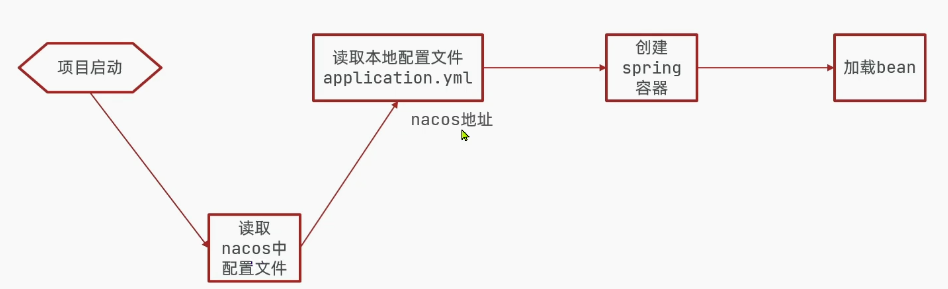 项目启动
读取
nacos中
配置文件
读取本地配置文件
application.yml
nacos地址
创建
spring
容器
加载bean